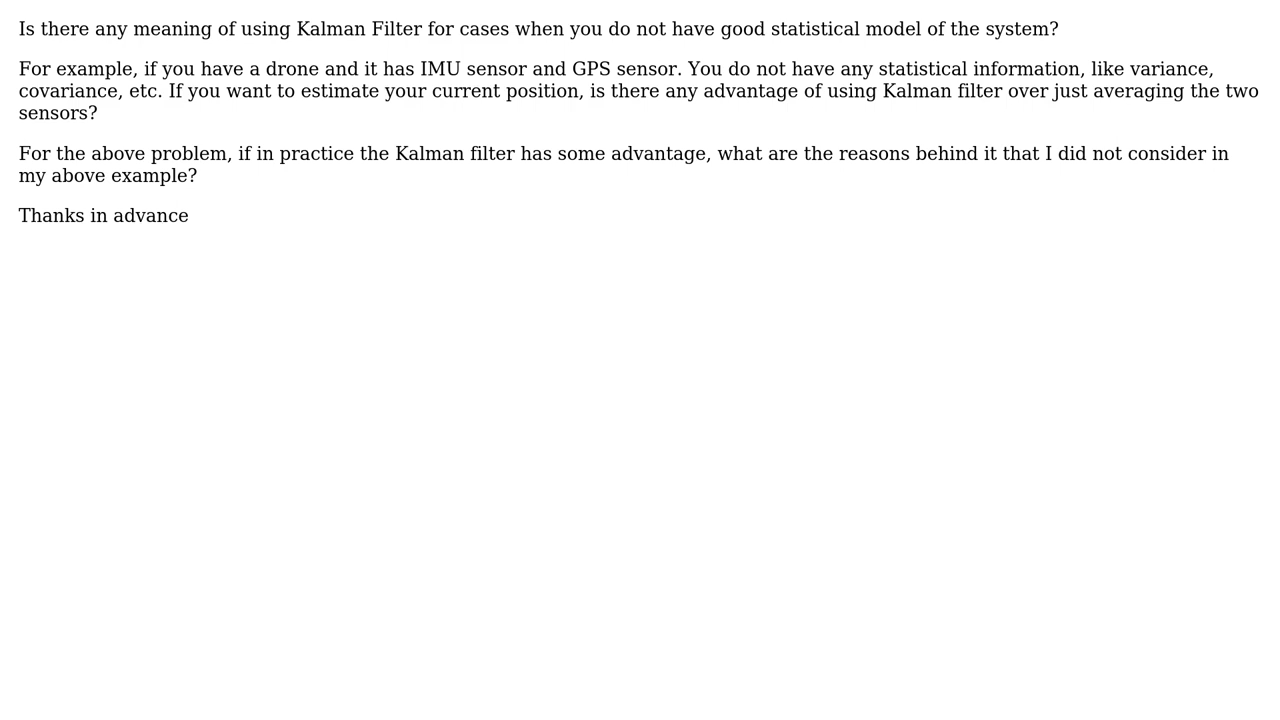 Is there any meaning of using Kalman Filter for cases when you do not have good statistical model of the system?
For example, if you have a drone and it has IMU sensor and GPS sensor. You do not have any statistical information, like variance,
covariance, etc. If you want to estimate your current position, is there any advantage of using Kalman filter over just averaging the two
sensors?
For the above problem, if in practice the Kalman filter has some advantage, what are the reasons behind it that I did not consider in
my above example?
Thanks in advance